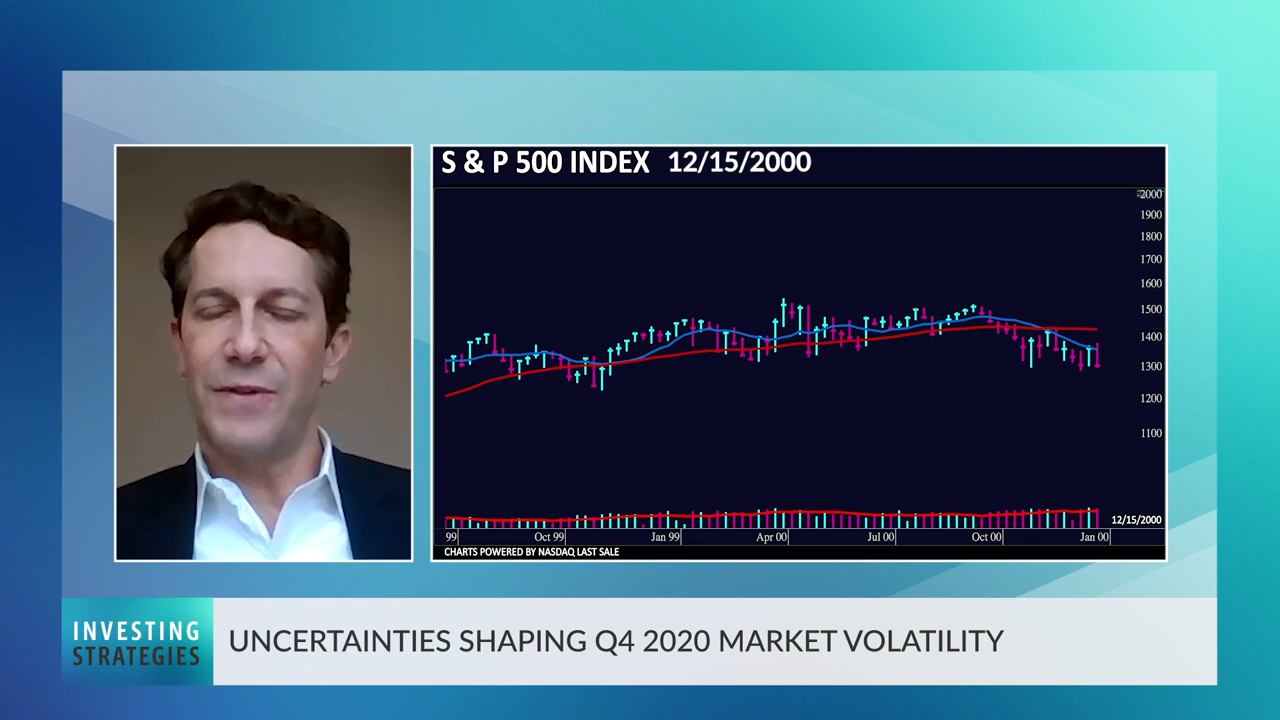 S & P 500 INDEX 12/15/2000
2000
1900
1800
1700
1600
1500
1400
1300
1200
1100
12/15/2000
99 Oct 99 Jan 99 Apr 00 Jul 00 Oct 00 Jan 00
CHARTS POWERED BY NASDAQ LAST SALE
INVESTING
STRATEGIES
UNCERTAINTIES SHAPING Q4 2020 MARKET VOLATILITY